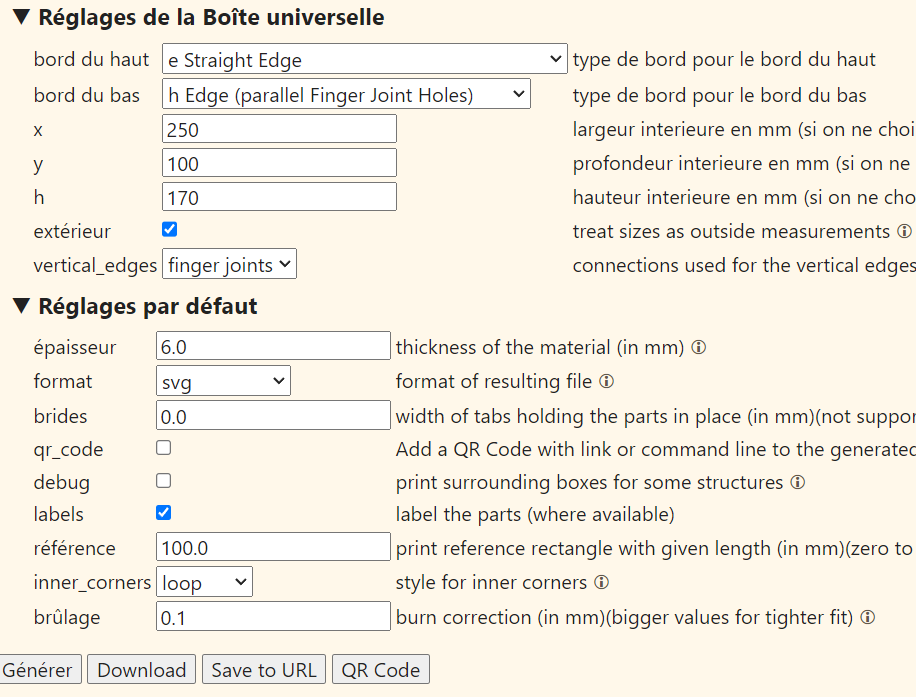 ▼ Réglages de la Boîte universelle
bord du haut e Straight Edge type de bord pour le bord du haut
bord du bas h Edge (parallel Finger Joint Holes) type de bord pour le bord du bas
x 250 largeur interieure en mm (si on ne choi
y 100 profondeur interieure en mm (si on ne
h 170 hauteur interieure en mm (si on ne cho
extérieur treat sizes as outside measurements ⓘ
vertical_edges finger joints connections used for the vertical edges
▼ Réglages par défaut
épaisseur 6.0 thickness of the material (in mm) ⓘ
format svg format of resulting file ⓘ
brides 0.0 width of tabs holding the parts in place (in mm)(not suppor
qr_code Add a QR Code with link or command line to the generated
debug print surrounding boxes for some structures ⓘ
labels label the parts (where available)
référence 100.0 print reference rectangle with given length (in mm)(zero to
inner_corners loop style for inner corners ⓘ
brûlage 0.1 burn correction (in mm)(bigger values for tighter fit) ⓘ
Générer Download Save to URL QR Code